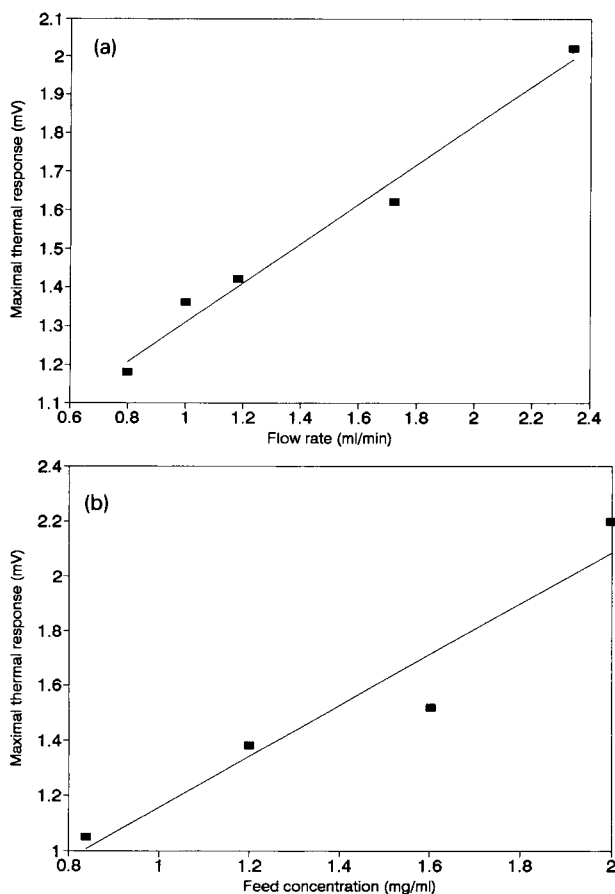 (a)
Maximal thermal response (mV)
2.1
2
1.9
1.8
1.7
1.6
1.5
1.4
1.3
1.2
1.1
0.6 0.8 1 1.2 1.4 1.6 1.8 2 2.2 2.4
Flow rate (ml/min)
(b)
Maximal thermal response (mV)
2.4
2.2
2
1.8
1.6
1.4
1.2
1
0.8 1 1.2 1.4 1.6 1.8 2
Feed concentration (mg/ml)